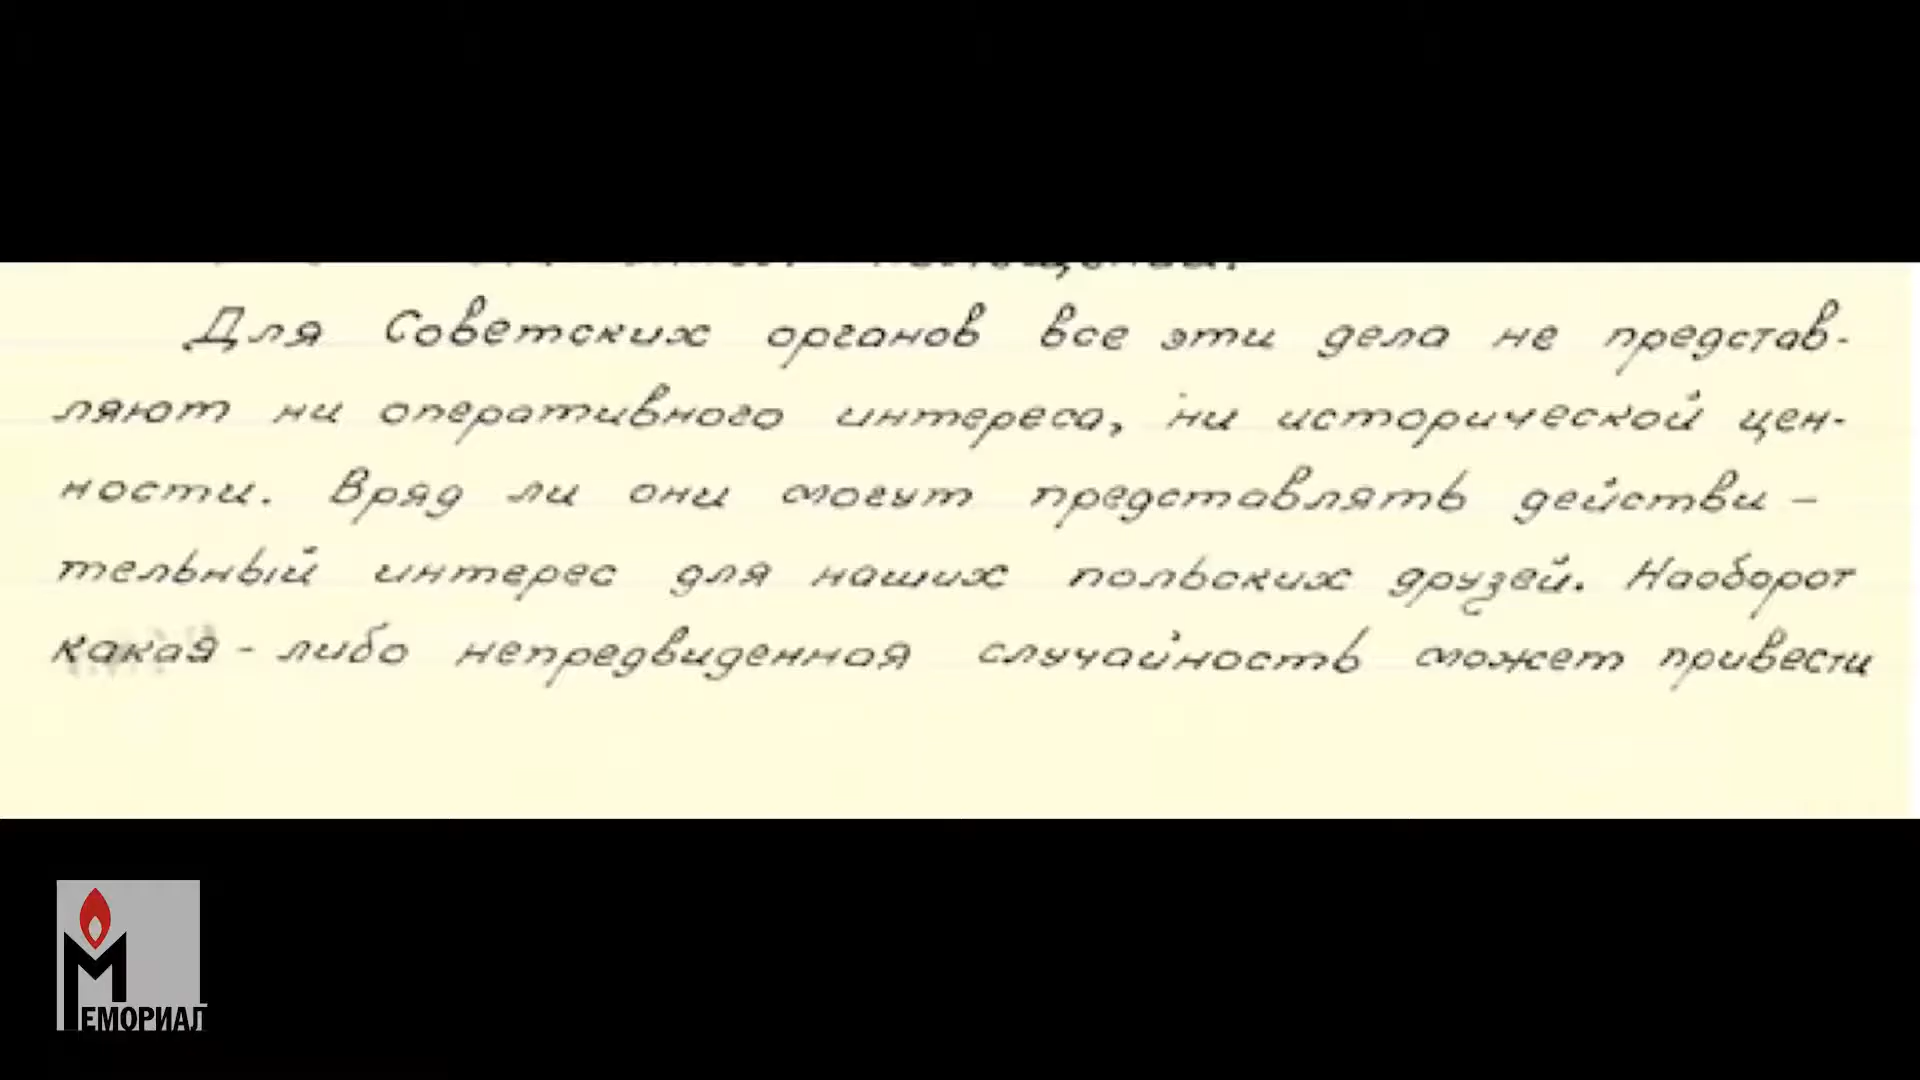 Для Советских органов все эти дела не представ-
ляют ни оперативного интереса, ни исторической цен-
ности. Вряд ли они могут представлять действи-
тельный интерес для наших польских друзей. Наоборот
какая-либо непредвиденная случайность может привести
МЕМОРИАЛ